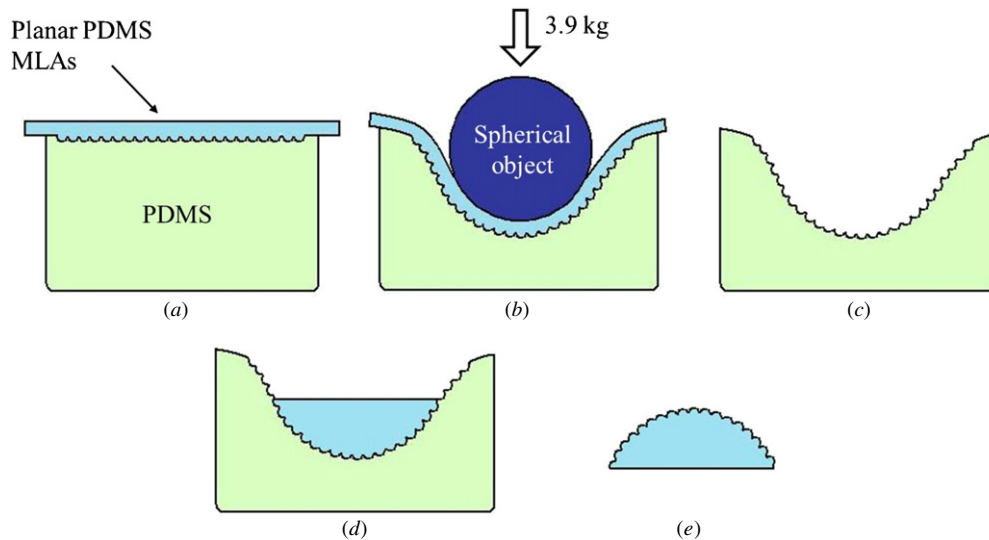 Planar PDMS
MLAs
3.9 kg
Spherical
object
PDMS
(a)
(b)
(c)
(d)
(e)